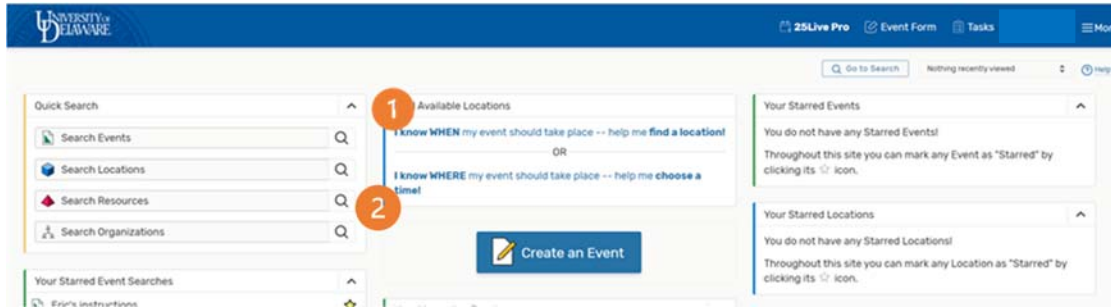 UNIVERSITY OF DELAWARE
25Live Pro Event Form Tasks Mor
Go to Search Nothing recently viewed Help
Quick Search
Search Events
Search Locations
Search Resources
Search Organizations
Your Starred Event Searches
Eric's instructions
1
Available Locations
I know WHEN my event should take place -- help me find a location!
OR
I know WHERE my event should take place -- help me choose a
time!
2
Create an Event
Your Starred Events
You do not have any Starred Events!
Throughout this site you can mark any Event as "Starred" by
clicking its icon.
Your Starred Locations
You do not have any Starred Locations!
Throughout this site you can mark any Location as "Starred" by
clicking its icon.